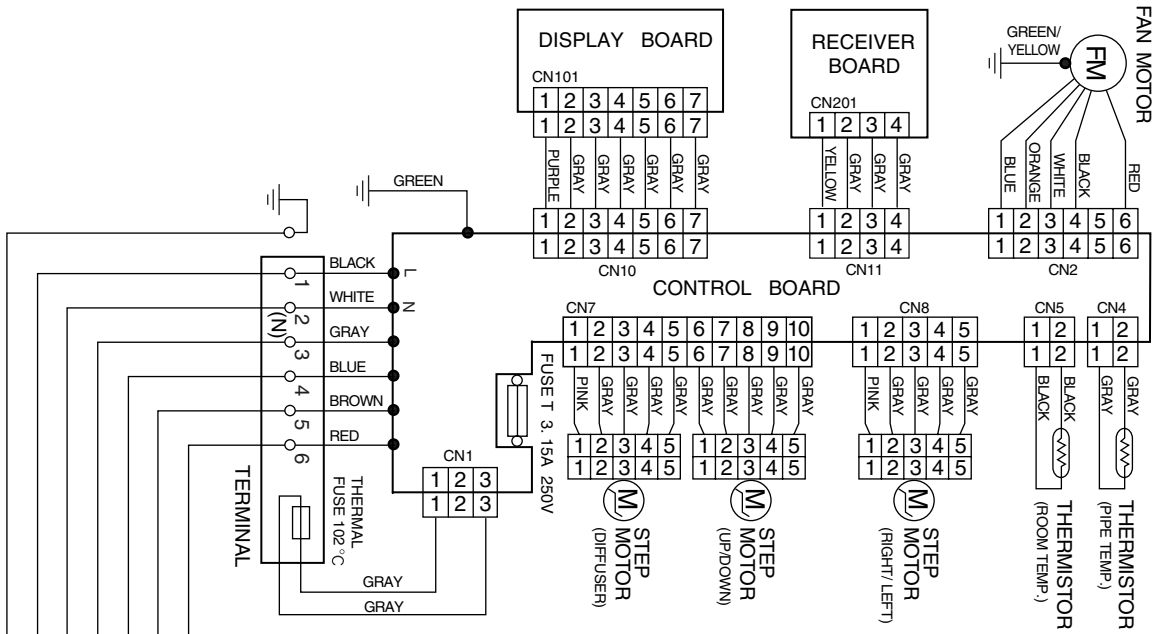 FAN MOTOR
GREEN/
YELLOW
FM
BLUE
ORANGE
WHITE
BLACK
RED
1 2 3 4 5 6
1 2 3 4 5 6
CN2
DISPLAY BOARD
CN101
1 2 3 4 5 6 7
1 2 3 4 5 6 7
PURPLE
GRAY
GRAY
GRAY
GRAY
GRAY
GRAY
1 2 3 4 5 6 7
1 2 3 4 5 6 7
CN10
RECEIVER
BOARD
CN201
1 2 3 4
1 2 3 4
YELLOW
GRAY
GRAY
GRAY
1 2 3 4
1 2 3 4
CN11
GREEN
CONTROL BOARD
BLACK
L
WHITE
N
GRAY
BLUE
BROWN
RED
1
2
(N)
3
4
5
6
TERMINAL
THERMAL
FUSE 102°C
GRAY
GRAY
CN1
1 2 3
1 2 3
FUSE T 3.15A 250V
CN7
1 2 3 4 5 6 7 8 9 10
1 2 3 4 5 6 7 8 9 10
PINK
GRAY
GRAY
GRAY
GRAY
GRAY
GRAY
GRAY
GRAY
GRAY
1 2 3 4 5
1 2 3 4 5
M
STEP
MOTOR
(DIFFUSER)
1 2 3 4 5
1 2 3 4 5
M
STEP
MOTOR
(UP/DOWN)
CN8
1 2 3 4 5
1 2 3 4 5
PINK
GRAY
GRAY
GRAY
GRAY
1 2 3 4 5
1 2 3 4 5
M
STEP
MOTOR
(RIGHT/ LEFT)
CN5
1 2
1 2
BLACK
BLACK
THERMISTOR
(ROOM TEMP.)
CN4
1 2
1 2
GRAY
GRAY
THERMISTOR
(PIPE TEMP.)